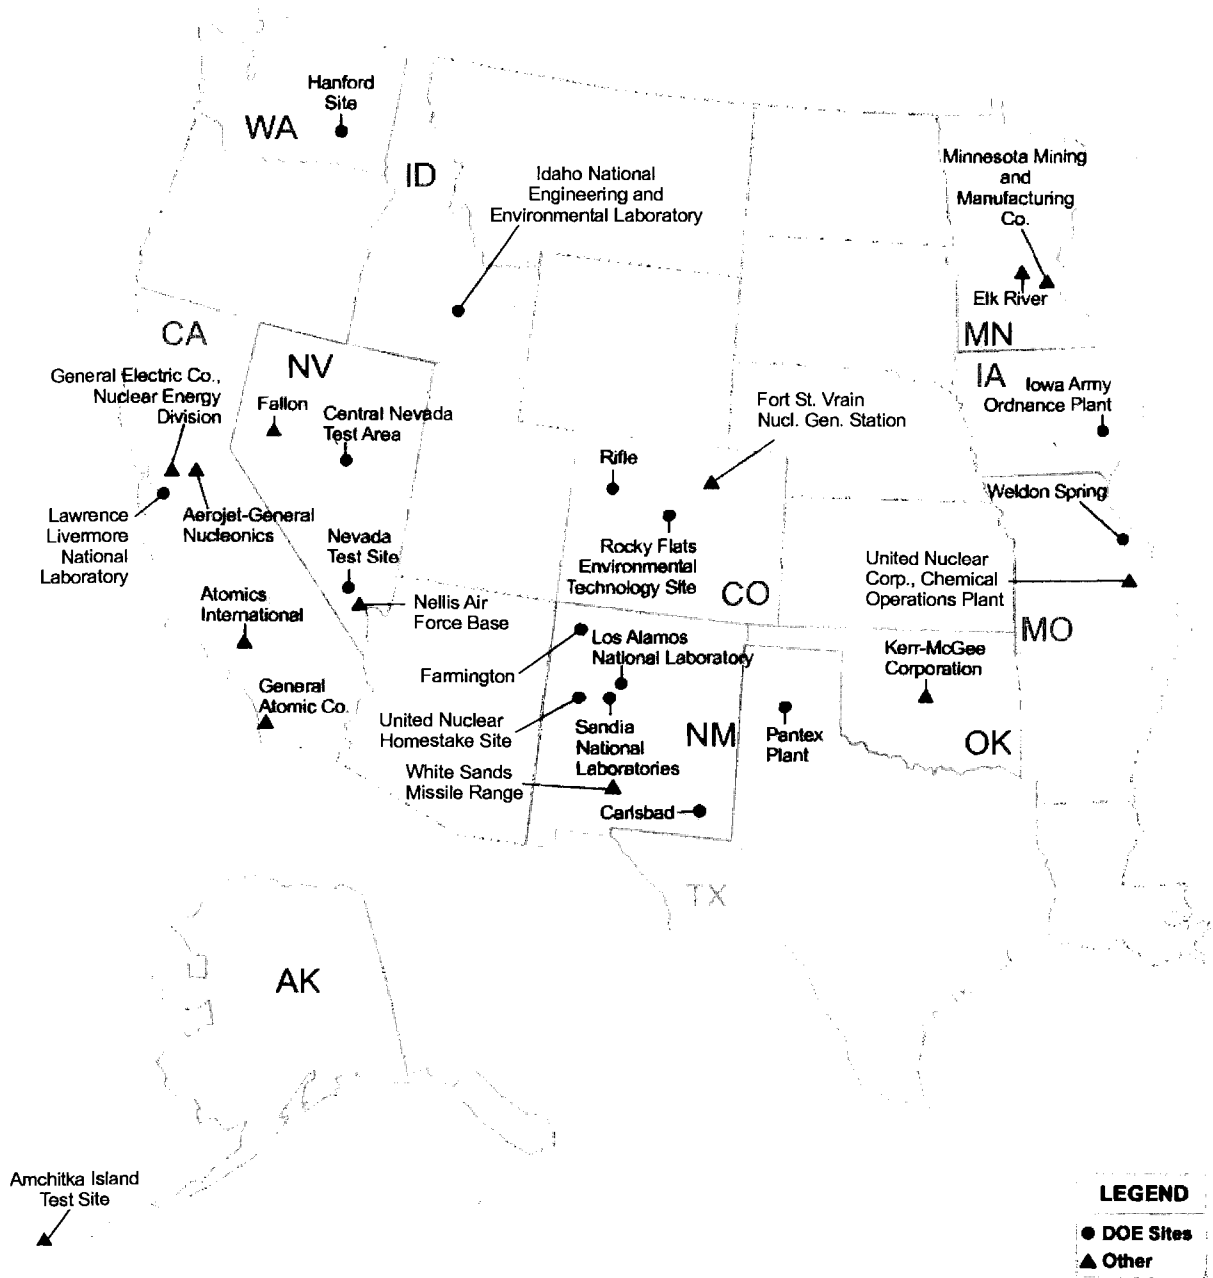 Hanford
Site
WA
ID
Idaho National
Engineering and
Environmental Laboratory
Minnesota Mining
and
Manufacturing
Co.
Elk River
MN
CA
NV
General Electric Co.,
Nuclear Energy
Division
Fallon
Central Nevada
Test Area
IA
Iowa Army
Ordnance Plant
Fort St. Vrain
Nucl. Gen. Station
Rifle
Weldon Spring
Lawrence
Livermore
National
Laboratory
Aerojet-General
Nucleonics
Nevada
Test Site
Rocky Flats
Environmental
Technology Site
CO
United Nuclear
Corp., Chemical
Operations Plant
MO
Atomics
International
Nellis Air
Force Base
Los Alamos
National Laboratory
Farmington
Kerr-McGee
Corporation
General
Atomic Co.
United Nuclear
Homestake Site
Sandia
National
Laboratories
NM
Pantex
Plant
OK
White Sands
Missile Range
Carlsbad
TX
AK
Amchitka Island
Test Site
LEGEND
DOE Sites
Other